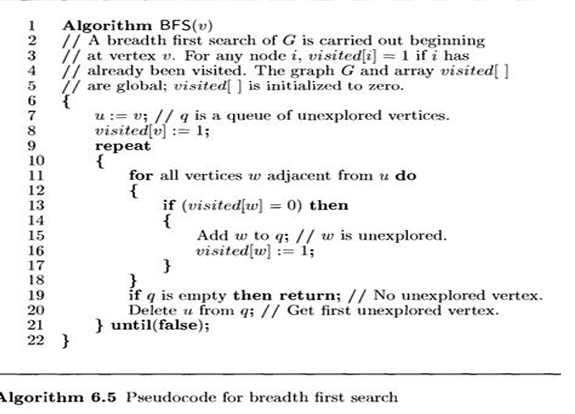 1 Algorithm BFS(v)
2 // A breadth first search of G is carried out beginning
3 // at vertex v. For any node i, visited[i] = 1 if i has
4 // already been visited. The graph G and array visited[ ]
5 // are global; visited[ ] is initialized to zero.
6 {
7 u := v; // q is a queue of unexplored vertices.
8 visited[v] := 1;
9 repeat
10 {
11 for all vertices w adjacent from u do
12 {
13 if (visited[w] = 0) then
14 {
15 Add w to q; // w is unexplored.
16 visited[w] := 1;
17 }
18 }
19 if q is empty then return; // No unexplored vertex.
20 Delete u from q; // Get first unexplored vertex.
21 } until(false);
22 }
Algorithm 6.5 Pseudocode for breadth first search